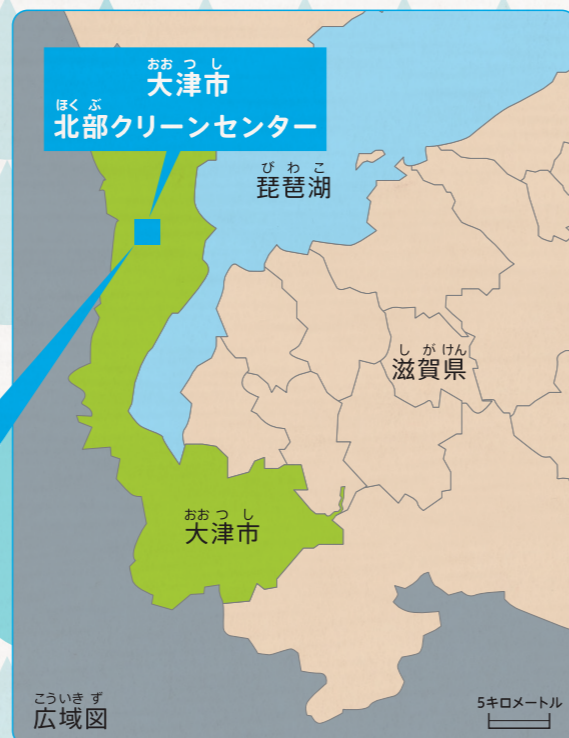 おおつし
大津市
ほくぶ
北部クリーンセンター
びわこ
琵琶湖
しがけん
滋賀県
おおつし
大津市
こういきず
広域図
5キロメートル